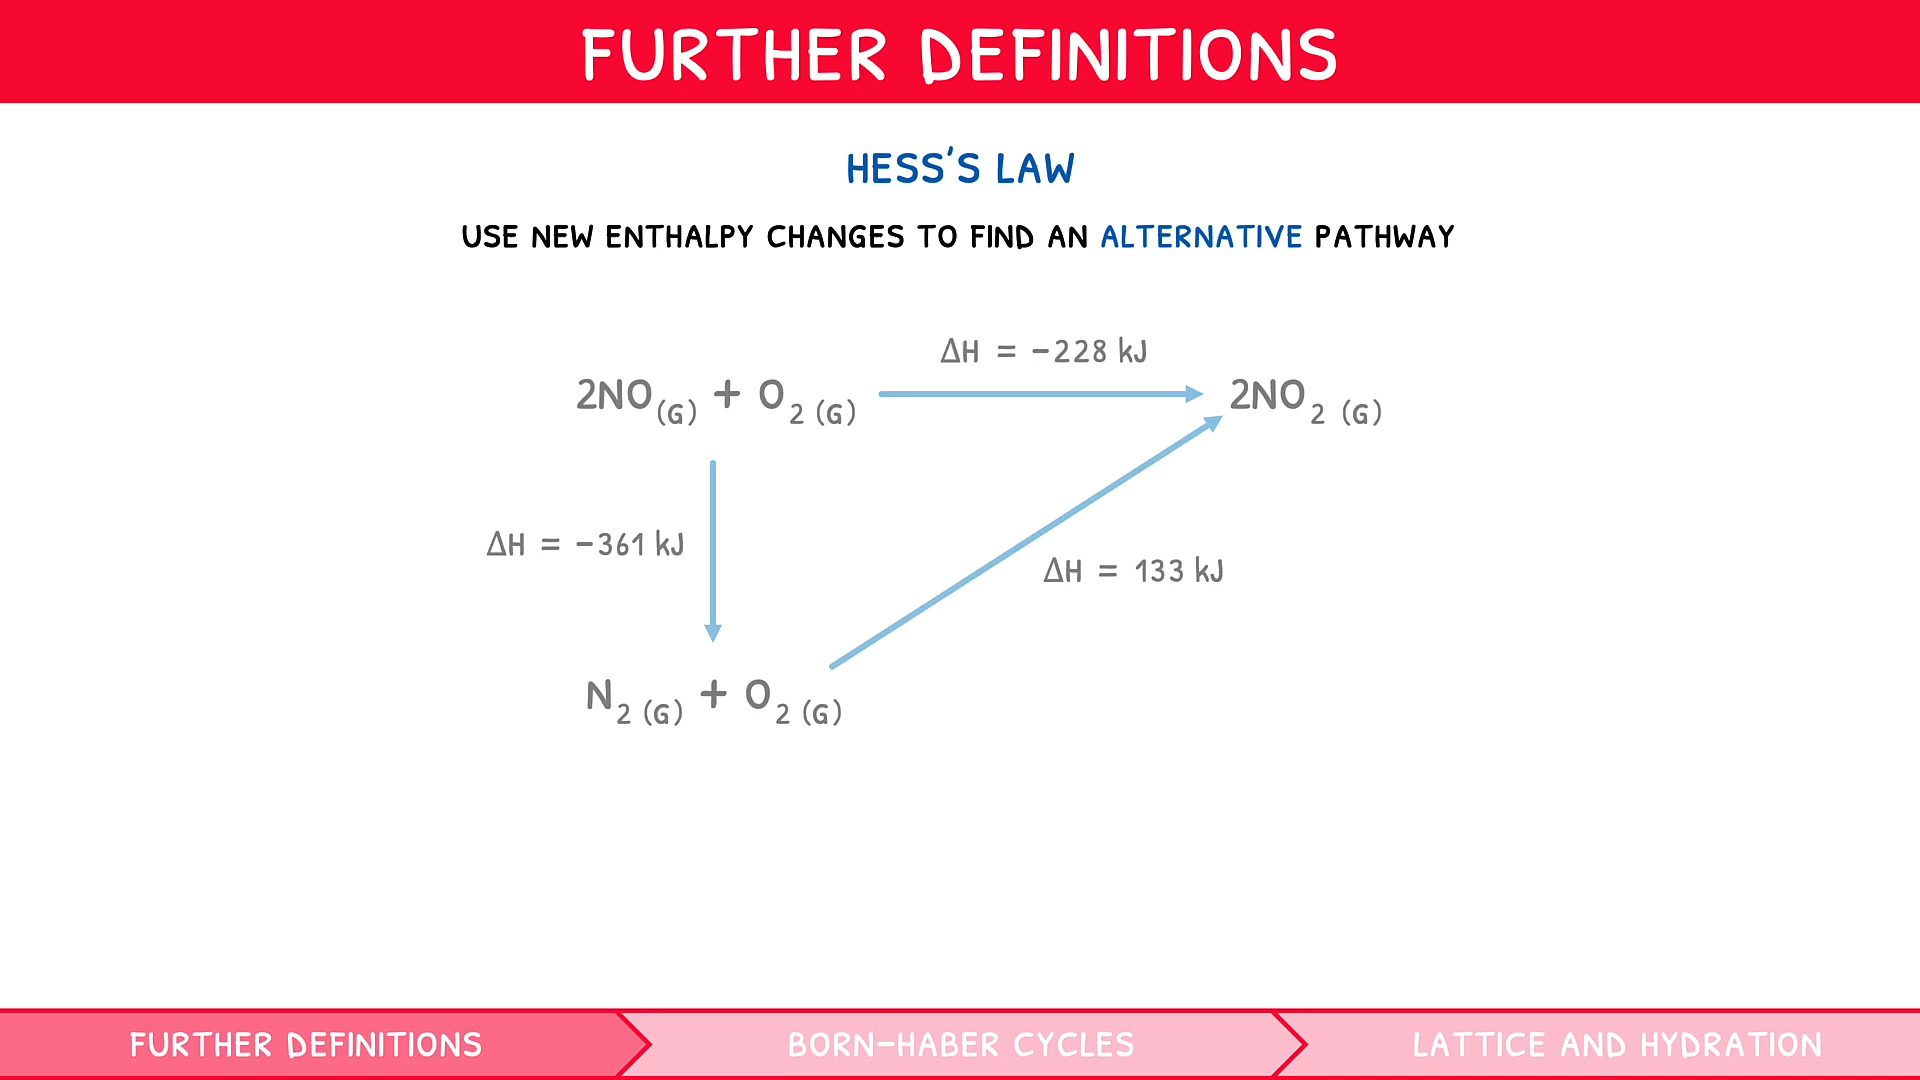 FURTHER DEFINITIONS
HESS'S LAW
USE NEW ENTHALPY CHANGES TO FIND AN ALTERNATIVE PATHWAY
ΔH = -228 kJ
2NO(G) + O2 (G)
2NO2 (G)
ΔH = -361 kJ
ΔH = 133 kJ
N2 (G) + O2 (G)
FURTHER DEFINITIONS
BORN-HABER CYCLES
LATTICE AND HYDRATION